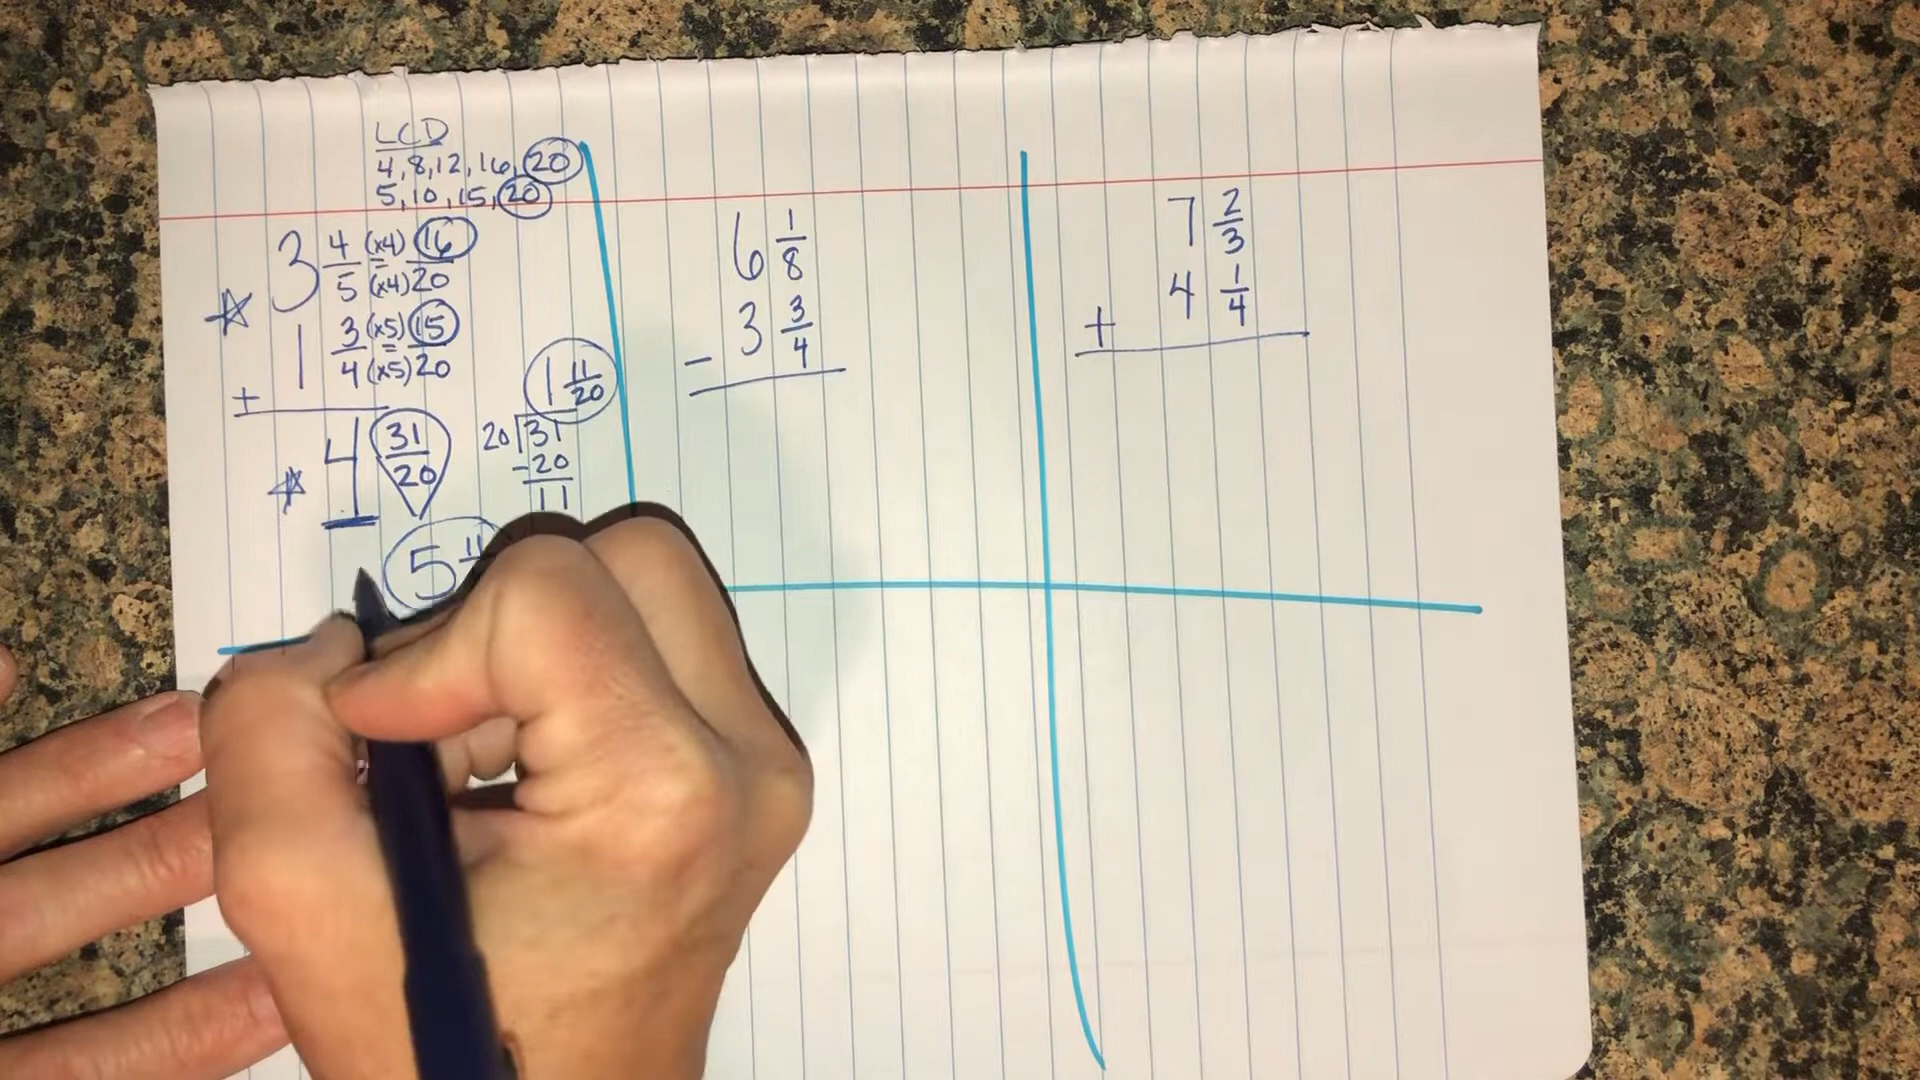 LCD
4,8,12,16,20
5,10,15,20
3 4/5 (x4) = 16
(x4) 20
1 3/4 (x5) = 15
(x5) 20
+
4 31/20
1 11/20
20 31
-20
11
5 11
6 1/8
- 3 3/4
7 2/3
+ 4 1/4